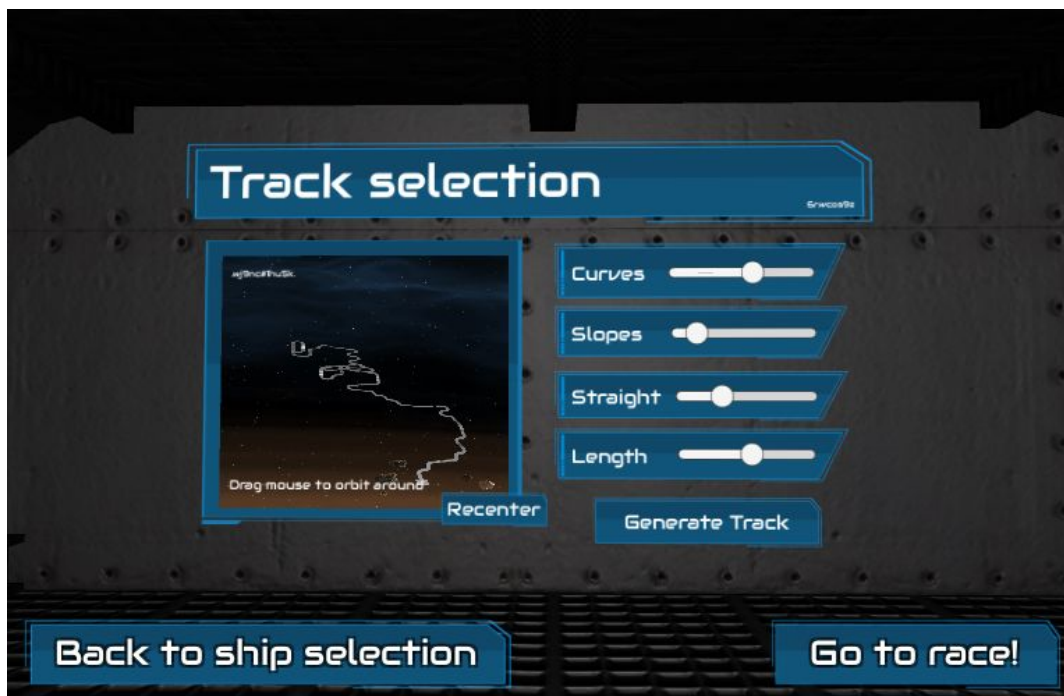 Track selection
Curves
Slopes
Straight
Length
Drag mouse to orbit around
Recenter
Generate Track
Back to ship selection
Go to race!